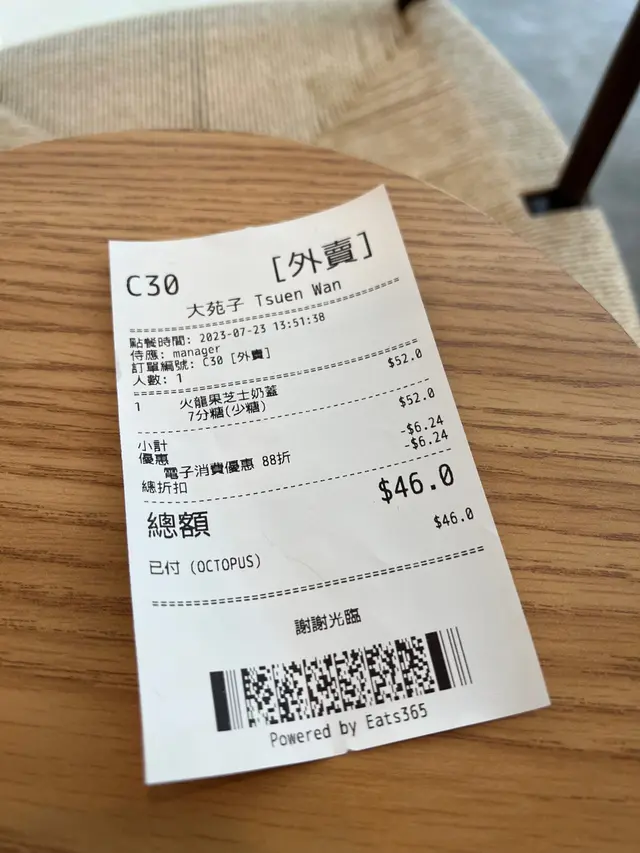 C30 [外賣]
大苑子 Tsuen Wan
點餐時間: 2023-07-23 13:51:38
侍應: manager
訂單編號: C30 [外賣]
人數: 1
1 火龍果芝士奶蓋 $52.0
7分糖(少糖)
小計 $52.0
優惠 -$6.24
電子消費優惠 88折 -$6.24
總折扣
總額 $46.0
已付 (OCTOPUS) $46.0
謝謝光臨
Powered by Eats365